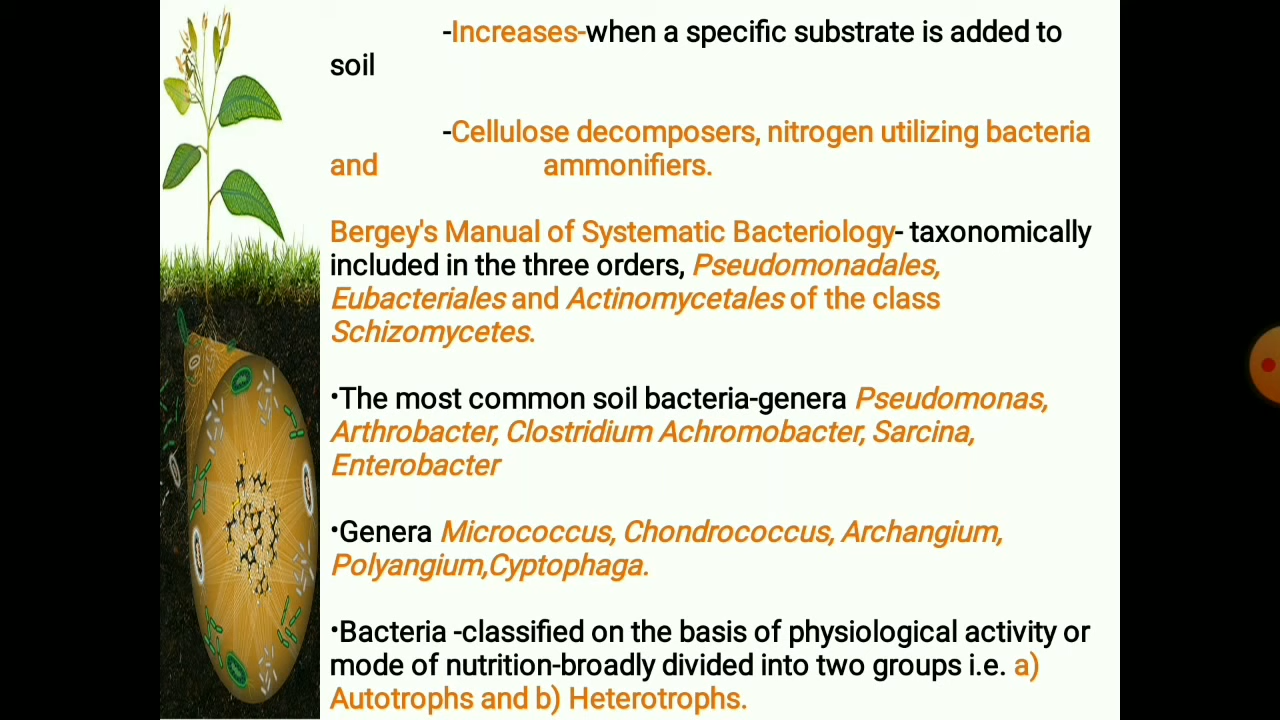 -Increases-when a specific substrate is added to
soil
-Cellulose decomposers, nitrogen utilizing bacteria
and ammonifiers.
Bergey's Manual of Systematic Bacteriology- taxonomically
included in the three orders, Pseudomonadales,
Eubacteriales and Actinomycetales of the class
Schizomycetes.
•The most common soil bacteria-genera Pseudomonas,
Arthrobacter, Clostridium Achromobacter, Sarcina,
Enterobacter
•Genera Micrococcus, Chondrococcus, Archangium,
Polyangium,Cyptophaga.
•Bacteria -classified on the basis of physiological activity or
mode of nutrition-broadly divided into two groups i.e. a)
Autotrophs and b) Heterotrophs.